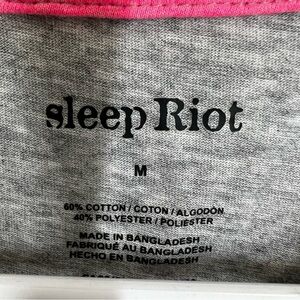 sleep Riot
M
60% COTTON / COTON / ALGODÓN
40% POLYESTER / POLIESTER
MADE IN BANGLADESH
FABRIQUÉ AU BANGLADESH
HECHO EN BANGLADESH